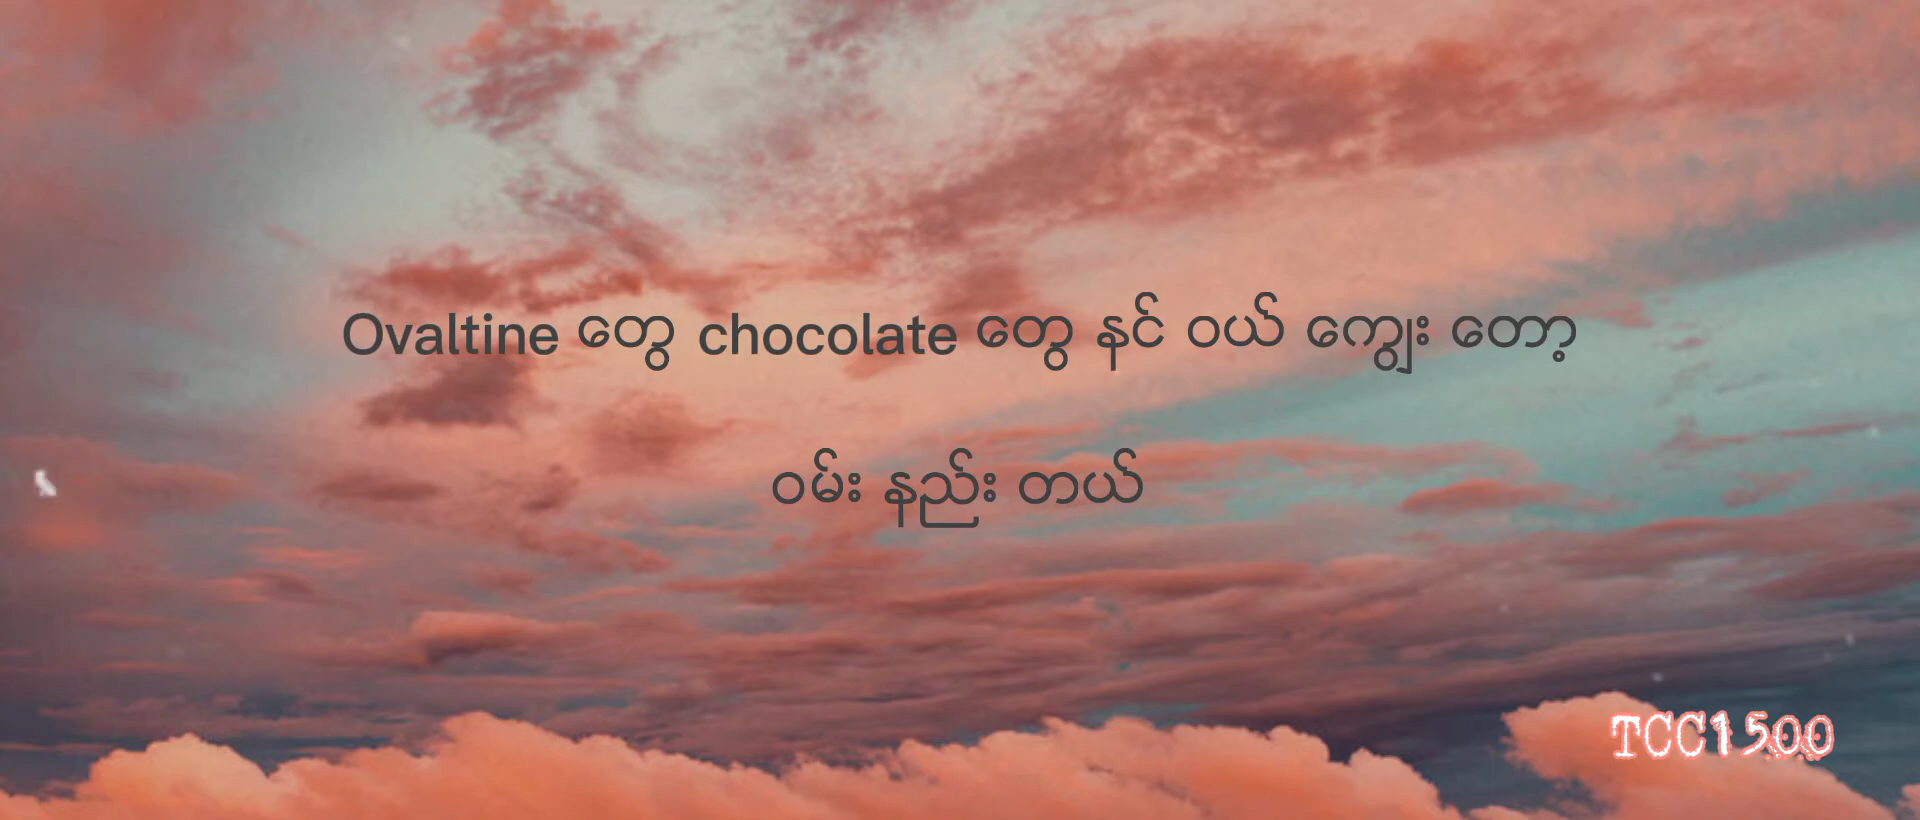 Ovaltine တွေ chocolate တွေ နင် ဝယ် ကျွေး တော့
ဝမ်း နည်း တယ်
TCC1500